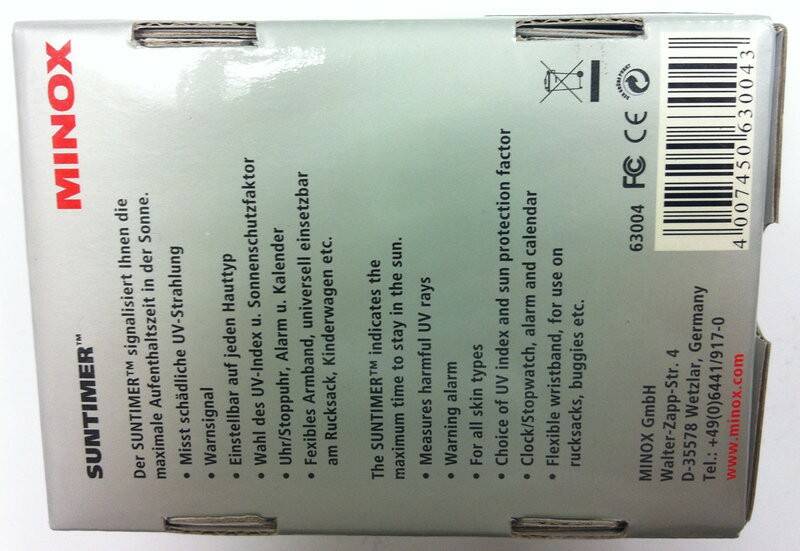 SUNTIMER™
MINOX
Der SUNTIMER™ signalisiert Ihnen die
maximale Aufenthaltszeit in der Sonne.
• Misst schädliche UV-Strahlung
• Warnsignal
• Einstellbar auf jeden Hauttyp
• Wahl des UV-Index u. Sonnenschutzfaktor
• Uhr/Stoppuhr, Alarm u. Kalender
• Fexibles Armband, universell einsetzbar
am Rucksack, Kinderwagen etc.
The SUNTIMER™ indicates the
maximum time to stay in the sun.
• Measures harmful UV rays
• Warning alarm
• For all skin types
• Choice of UV index and sun protection factor
• Clock/Stopwatch, alarm and calendar
• Flexible wristband, for use on
rucksacks, buggies etc.
MINOX GmbH
Walter-Zapp-Str. 4
D-35578 Wetzlar, Germany
Tel.: +49(0)6441/917-0
www.minox.com
63004 FC CE
DER GRÜNE PUNKT
4 007450 630043